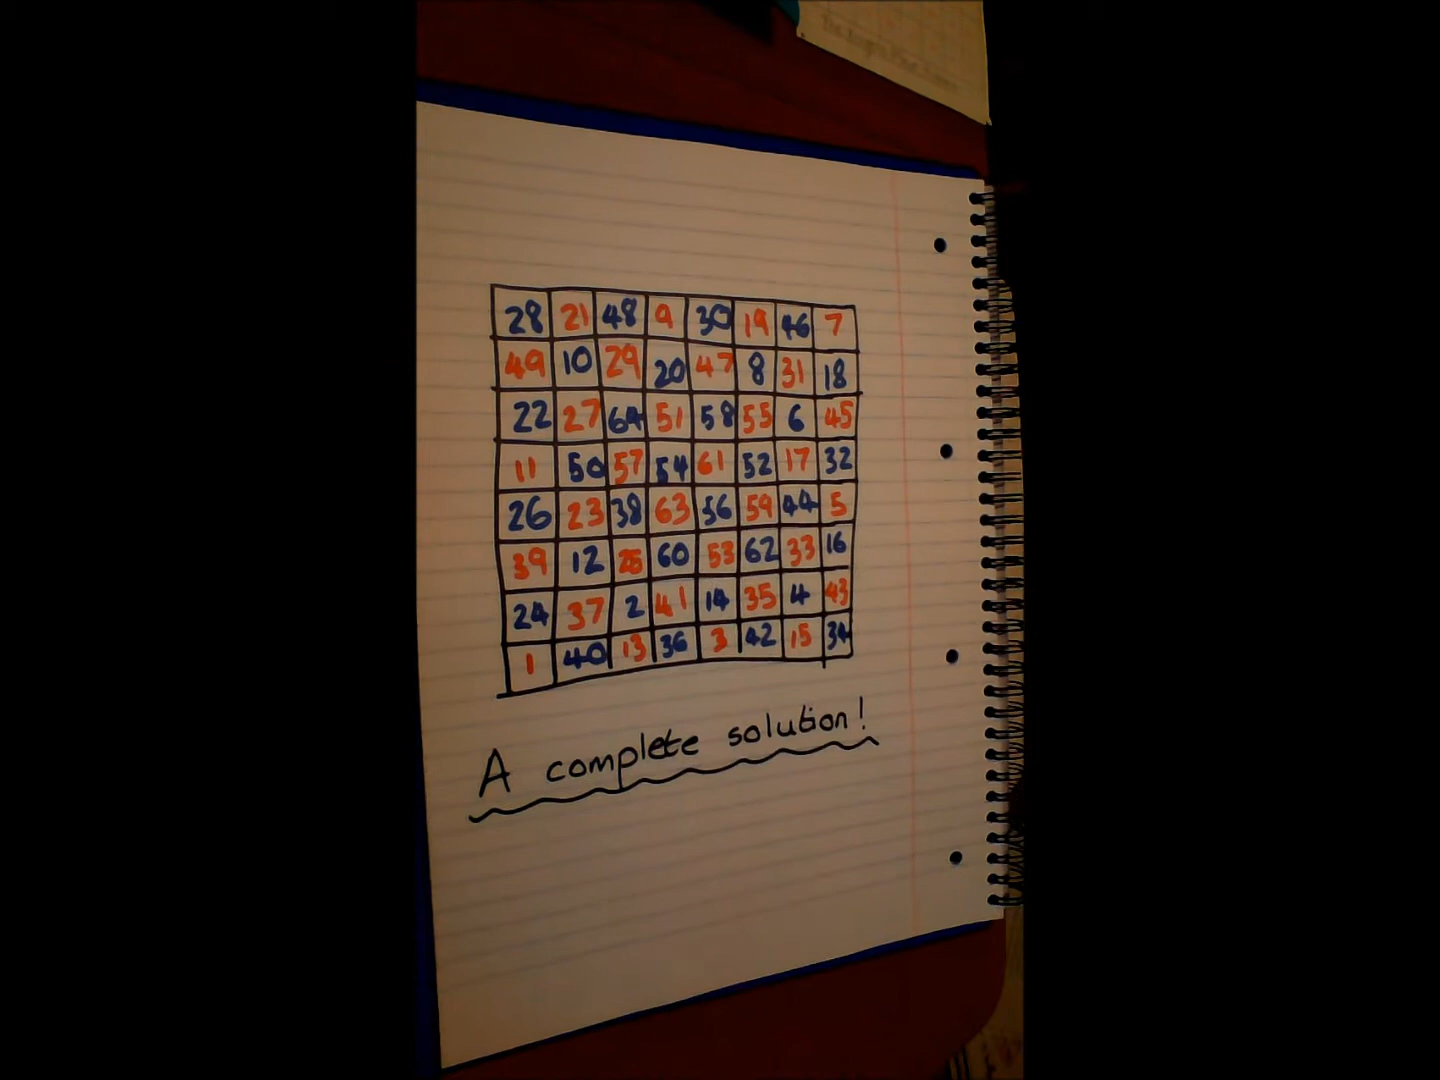 28 21 48 9 30 19 46 7
49 10 29 20 47 8 31 18
22 27 64 51 58 55 6 45
11 50 57 54 61 52 17 32
26 23 38 63 56 59 44 5
39 12 25 60 53 62 33 16
24 37 2 41 14 35 4 43
1 40 13 36 3 42 15 34
A complete solution!